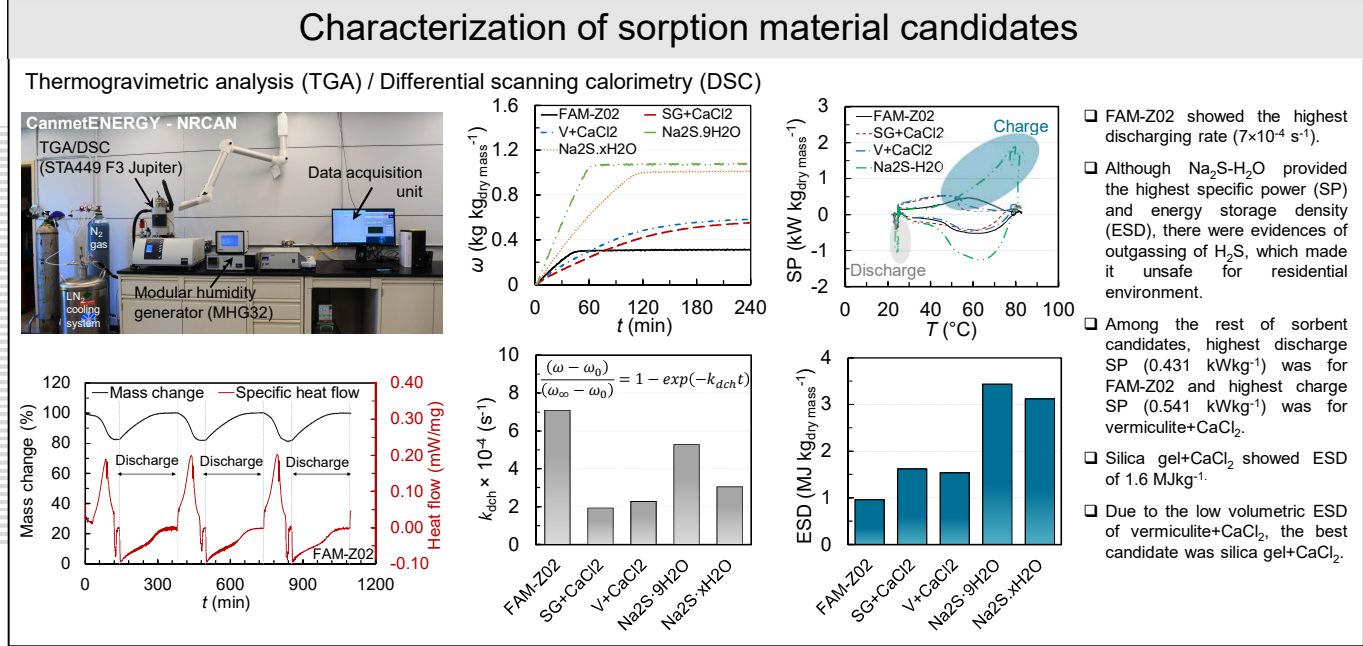 Characterization of sorption material candidates
Thermogravimetric analysis (TGA) / Differential scanning calorimetry (DSC)
CanmetENERGY - NRCAN
TGA/DSC
(STA449 F3 Jupiter)
Data acquisition
unit
N₂
gas
LN₂
cooling
system
Modular humidity
generator (MHG32)
1.6
1.2
0.8
0.4
0.0
ω (kg kg_dry mass⁻¹)
FAM-Z02
SG+CaCl2
V+CaCl2
Na2S.9H2O
Na2S.xH2O
0 60 120 180 240
t (min)
3
2
1
0
-1
-2
SP (kW kg_dry mass⁻¹)
FAM-Z02
SG+CaCl2
V+CaCl2
Na2S-H2O
Charge
Discharge
0 20 40 60 80 100
T (°C)
120
100
80
60
40
20
0
Mass change (%)
Mass change
Specific heat flow
Discharge Discharge Discharge
FAM-Z02
0.40
0.30
0.20
0.10
0.00
-0.10
Heat flow (mW/mg)
0 300 600 900 1200
t (min)
10
8
6
4
2
0
k_dch × 10⁻⁴ (s⁻¹)
(ω − ω₀)/(ω∞ − ω₀) = 1 − exp(−k_dch t)
FAM-Z02
SG+CaCl2
V+CaCl2
Na2S·9H2O
Na2S·xH2O
4
3
2
1
0
ESD (MJ kg_dry mass⁻¹)
FAM-Z02
SG+CaCl2
V+CaCl2
Na2S·9H2O
Na2S.xH2O
❑ FAM-Z02 showed the highest
discharging rate (7×10⁻⁴ s⁻¹).
❑ Although Na₂S-H₂O provided
the highest specific power (SP)
and energy storage density
(ESD), there were evidences of
outgassing of H₂S, which made
it unsafe for residential
environment.
❑ Among the rest of sorbent
candidates, highest discharge
SP (0.431 kWkg⁻¹) was for
FAM-Z02 and highest charge
SP (0.541 kWkg⁻¹) was for
vermiculite+CaCl₂.
❑ Silica gel+CaCl₂ showed ESD
of 1.6 MJkg⁻¹.
❑ Due to the low volumetric ESD
of vermiculite+CaCl₂, the best
candidate was silica gel+CaCl₂.